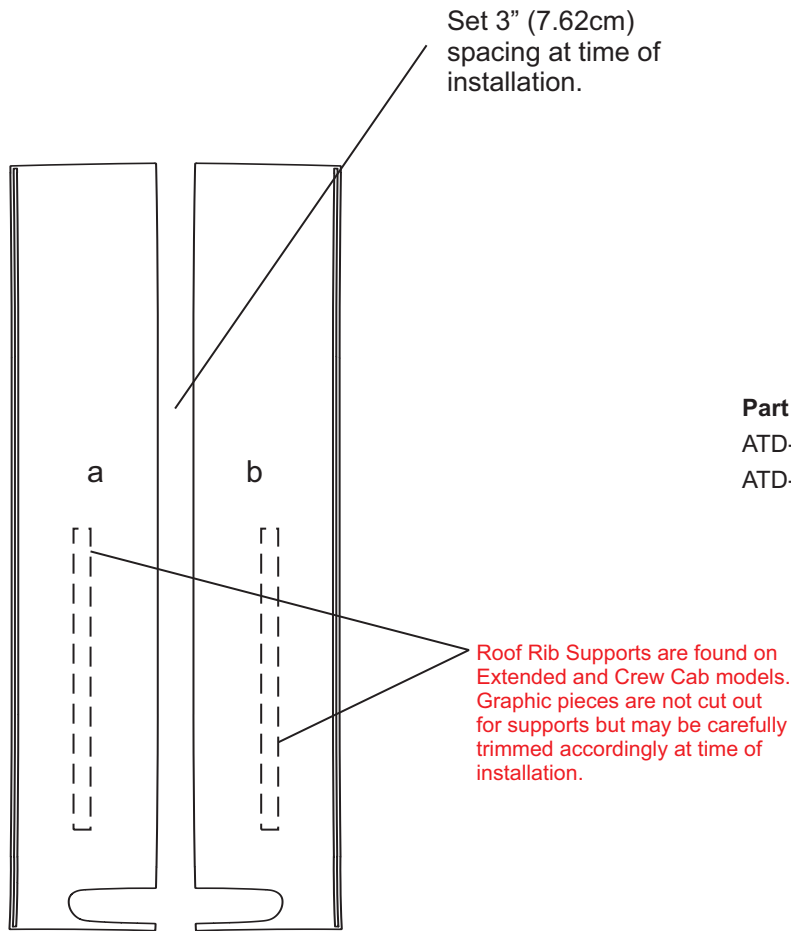 Set 3” (7.62cm)
spacing at time of
installation.
a
b
Part
ATD-
ATD-
Roof Rib Supports are found on
Extended and Crew Cab models.
Graphic pieces are not cut out
for supports but may be carefully
trimmed accordingly at time of
installation.